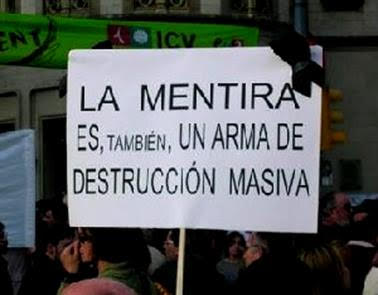 ICV
LA MENTIRA
ES, TAMBIÉN, UN ARMA DE
DESTRUCCIÓN MASIVA